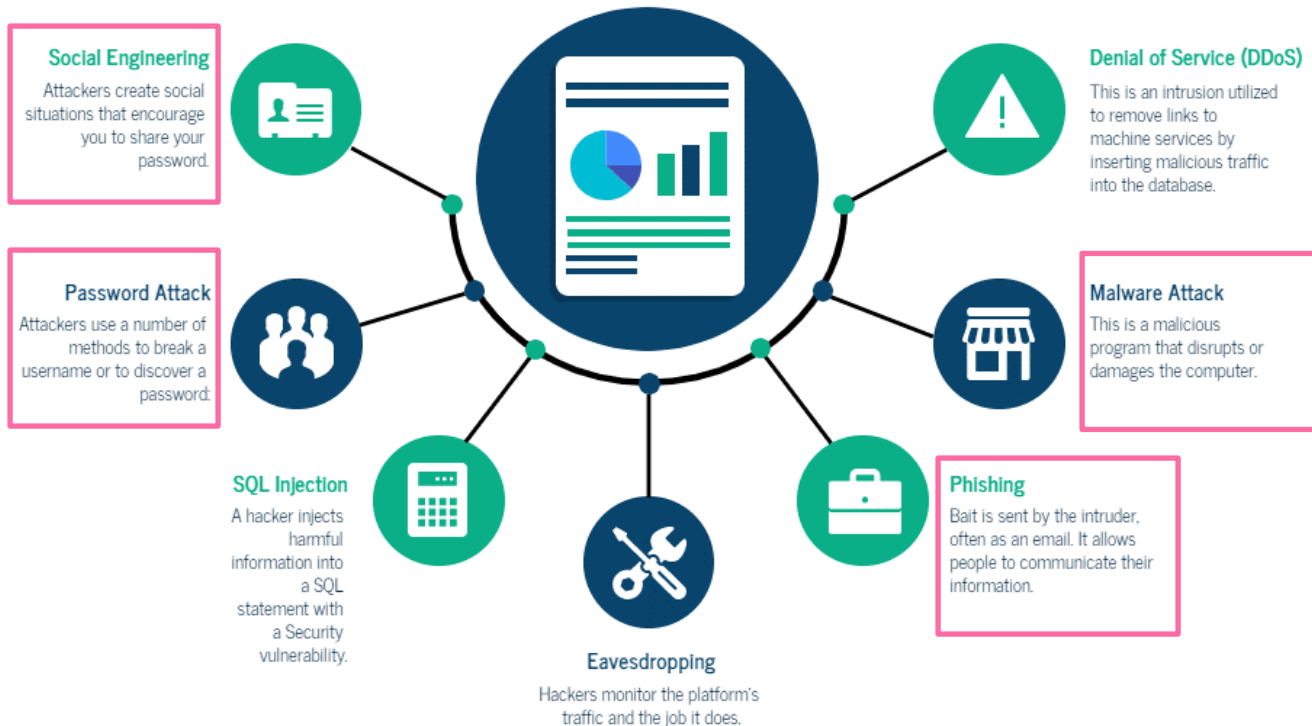 Social Engineering
Attackers create social
situations that encourage
you to share your
password.
Password Attack
Attackers use a number of
methods to break a
username or to discover a
password:
SQL Injection
A hacker injects
harmful
information into
a SQL
statement with
a Security
vulnerability.
Eavesdropping
Hackers monitor the platform's
traffic and the job it does.
Phishing
Bait is sent by the intruder,
often as an email. It allows
people to communicate their
information.
Malware Attack
This is a malicious
program that disrupts or
damages the computer.
Denial of Service (DDoS)
This is an intrusion utilized
to remove links to
machine services by
inserting malicious traffic
into the database.